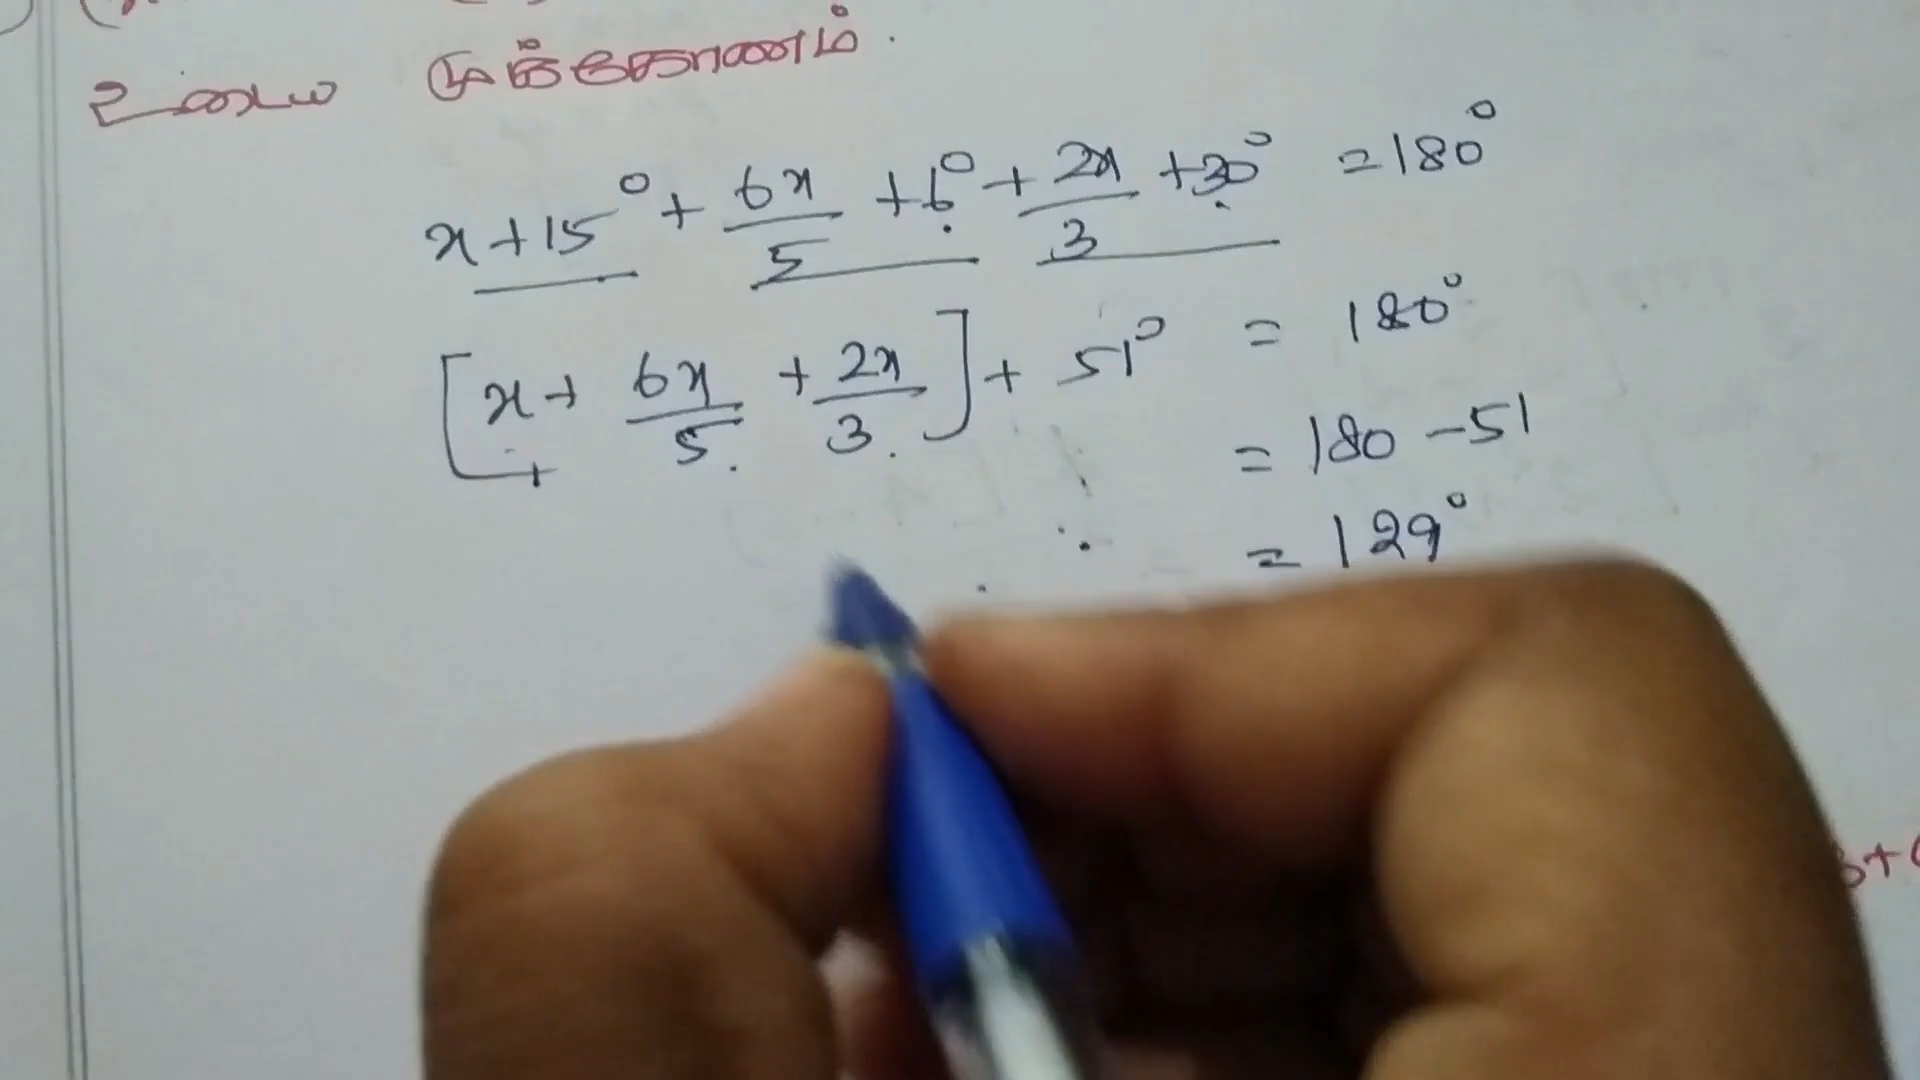 உடைய முக்கோணம்.
x + 15° + 6x/5 + 6° + 2x/3 + 30° = 180°
[x + 6x/5 + 2x/3] + 51° = 180°
= 180 - 51
= 129°